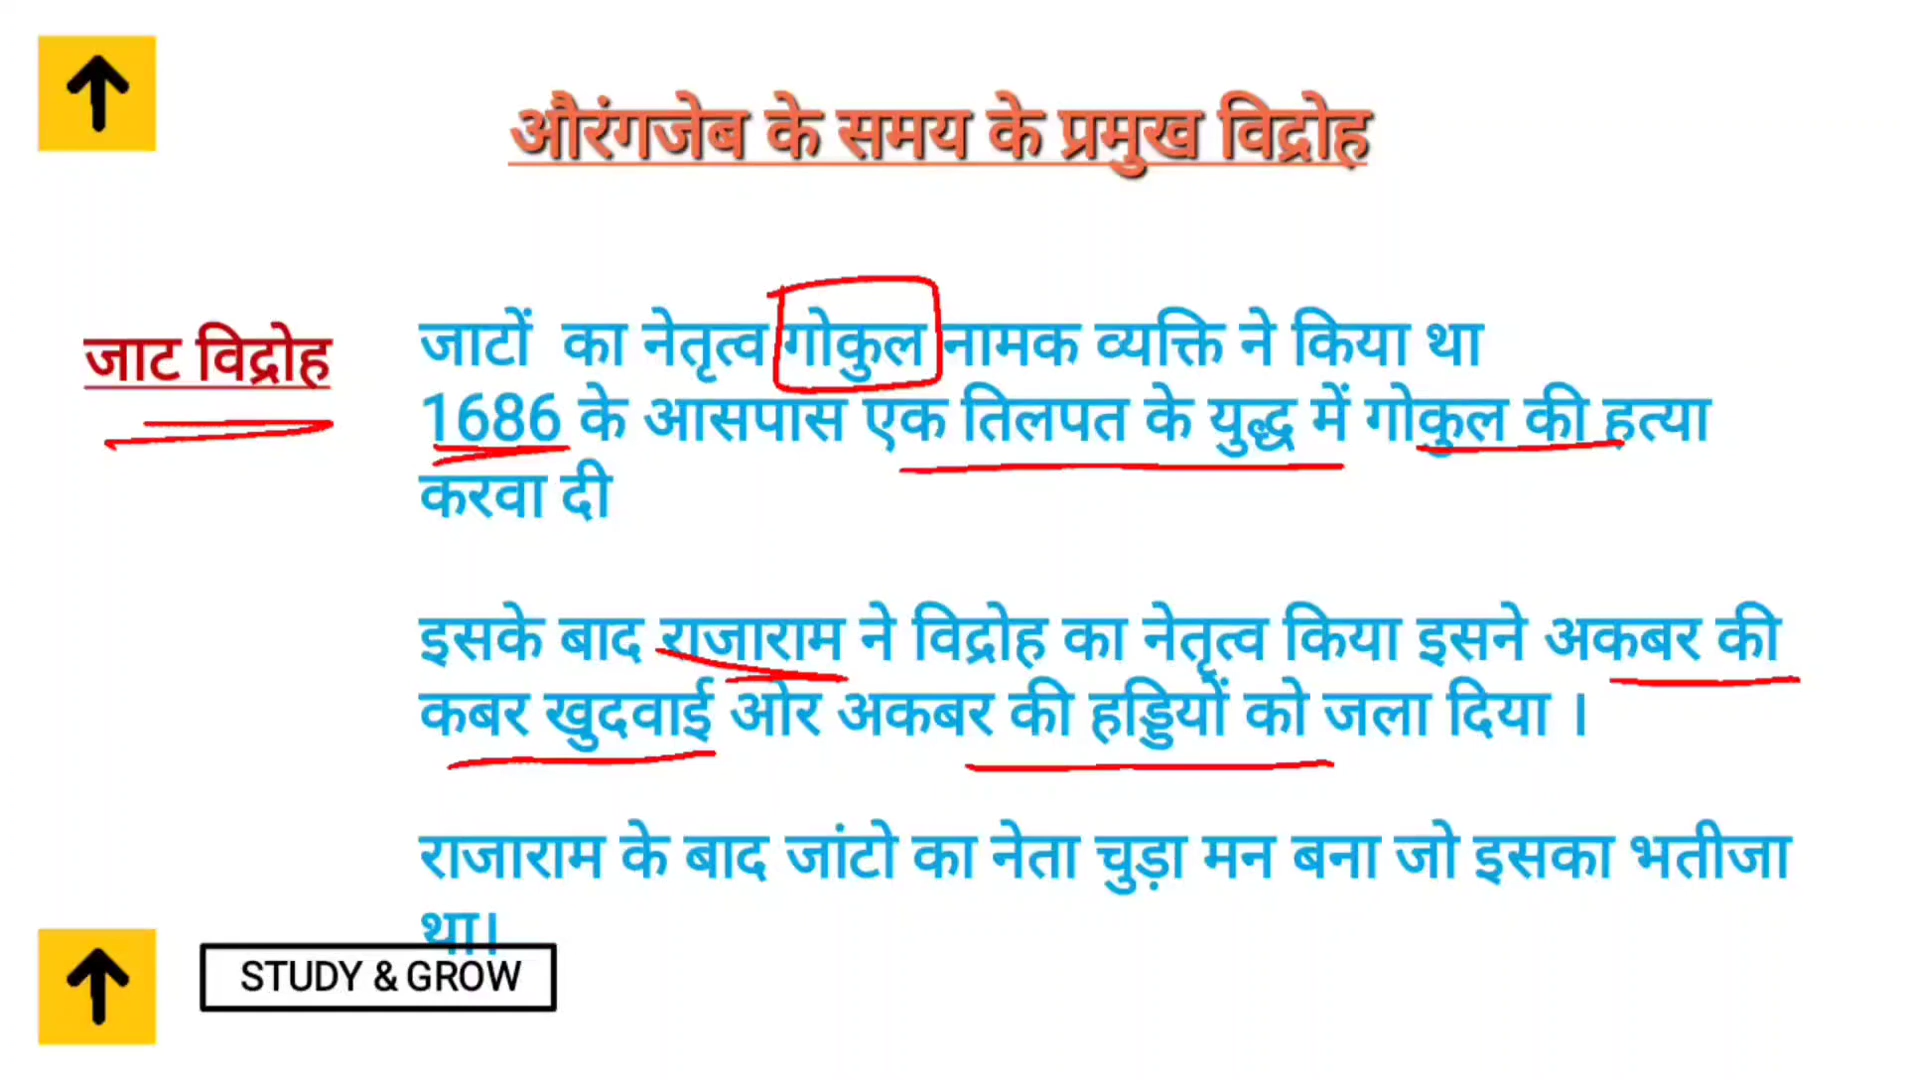 औरंगजेब के समय के प्रमुख विद्रोह
जाट विद्रोह
जाटों का नेतृत्व गोकुल नामक व्यक्ति ने किया था
1686 के आसपास एक तिलपत के युद्ध में गोकुल की हत्या
करवा दी
इसके बाद राजाराम ने विद्रोह का नेतृत्व किया इसने अकबर की
कबर खुदवाई ओर अकबर की हड्डियों को जला दिया ।
राजाराम के बाद जांटो का नेता चुड़ा मन बना जो इसका भतीजा
था।
STUDY & GROW